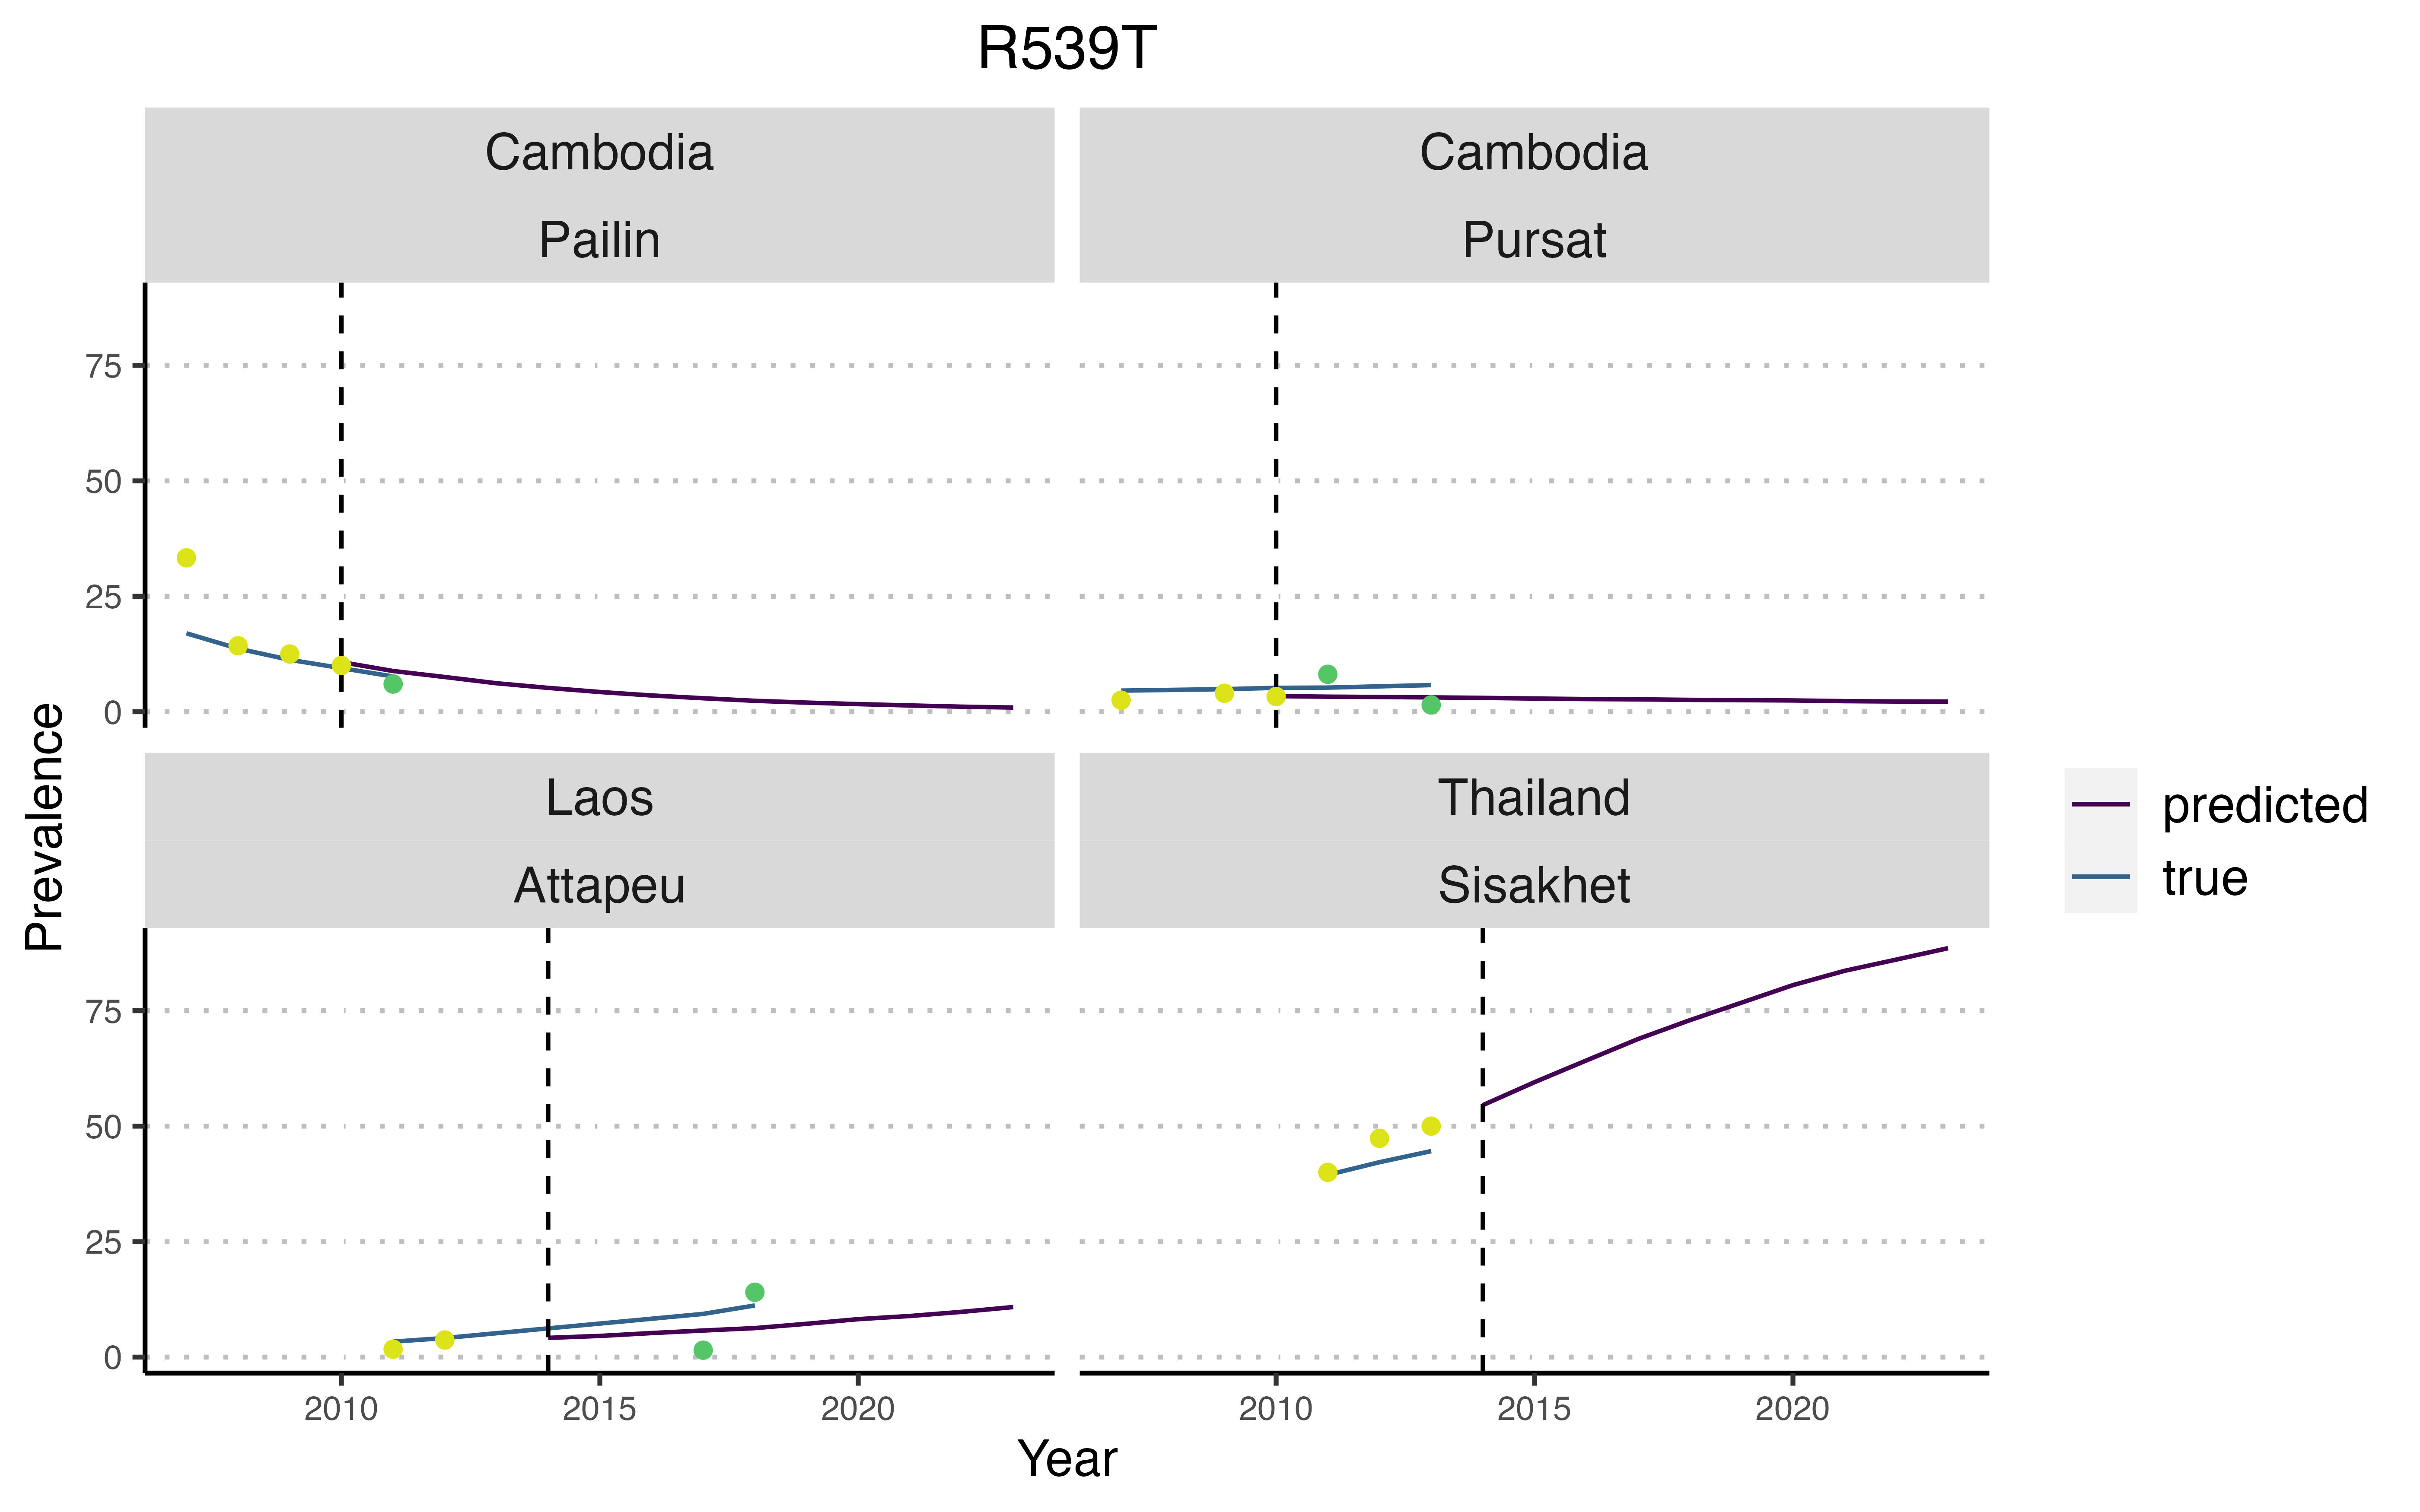 R539T
Cambodia
Cambodia
Pailin
Pursat
75
50
25
0
Laos
Thailand
Attapeu
Sisakhet
75
50
25
0
2010
2015
2020
2010
2015
2020
Year
Prevalence
predicted
true